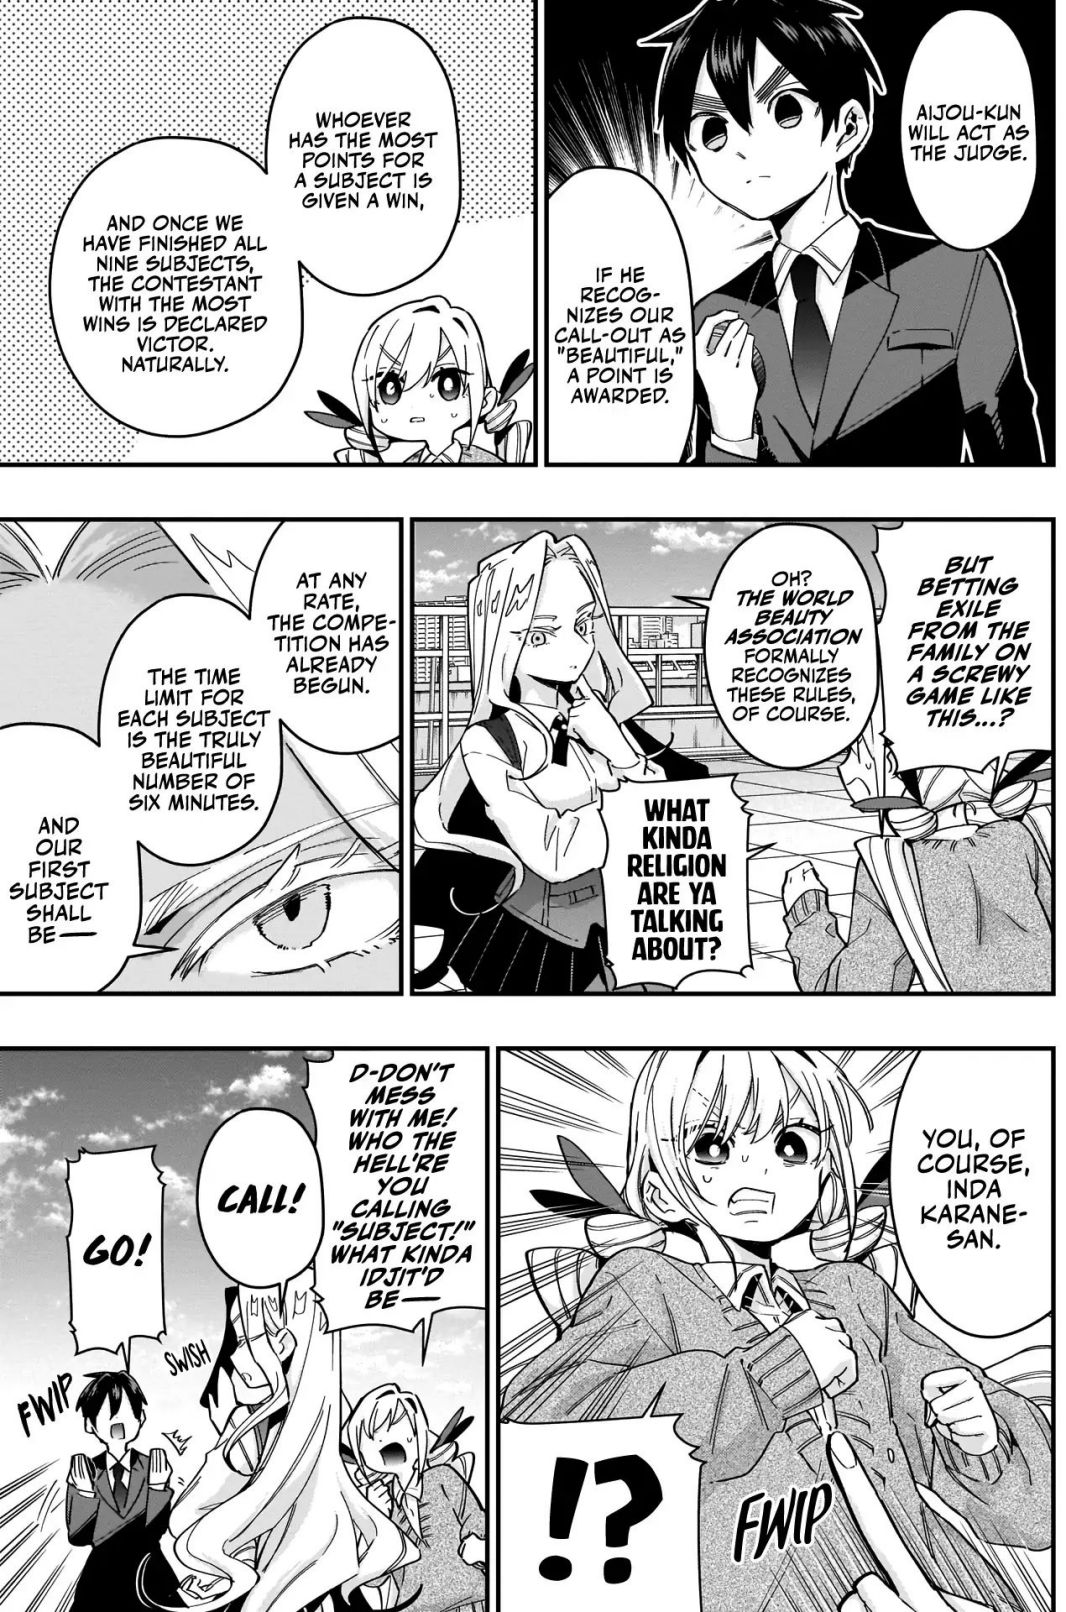 AIJOU-KUN
WILL ACT AS
THE JUDGE.
IF HE
RECOG-
NIZES OUR
CALL-OUT AS
"BEAUTIFUL,"
A POINT IS
AWARDED.
WHOEVER
HAS THE MOST
POINTS FOR
A SUBJECT IS
GIVEN A WIN,
AND ONCE WE
HAVE FINISHED ALL
NINE SUBJECTS,
THE CONTESTANT
WITH THE MOST
WINS IS DECLARED
VICTOR.
NATURALLY.
BUT
BETTING
EXILE
FROM THE
FAMILY ON
A SCREWY
GAME LIKE
THIS...?
OH?
THE WORLD
BEAUTY
ASSOCIATION
FORMALLY
RECOGNIZES
THESE RULES,
OF COURSE.
WHAT
KINDA
RELIGION
ARE YA
TALKING
ABOUT?
AT ANY
RATE,
THE COMPE-
TITION HAS
ALREADY
BEGUN.
THE TIME
LIMIT FOR
EACH SUBJECT
IS THE TRULY
BEAUTIFUL
NUMBER OF
SIX MINUTES.
AND
OUR
FIRST
SUBJECT
SHALL
BE—
YOU, OF
COURSE,
INDA
KARANE-
SAN.
!?
FWIP
D-DON'T
MESS
WITH ME!
WHO THE
HELL'RE
YOU
CALLING
"SUBJECT!"
WHAT KINDA
IDJIT'D
BE—
CALL!
SWISH
GO!
FWIP